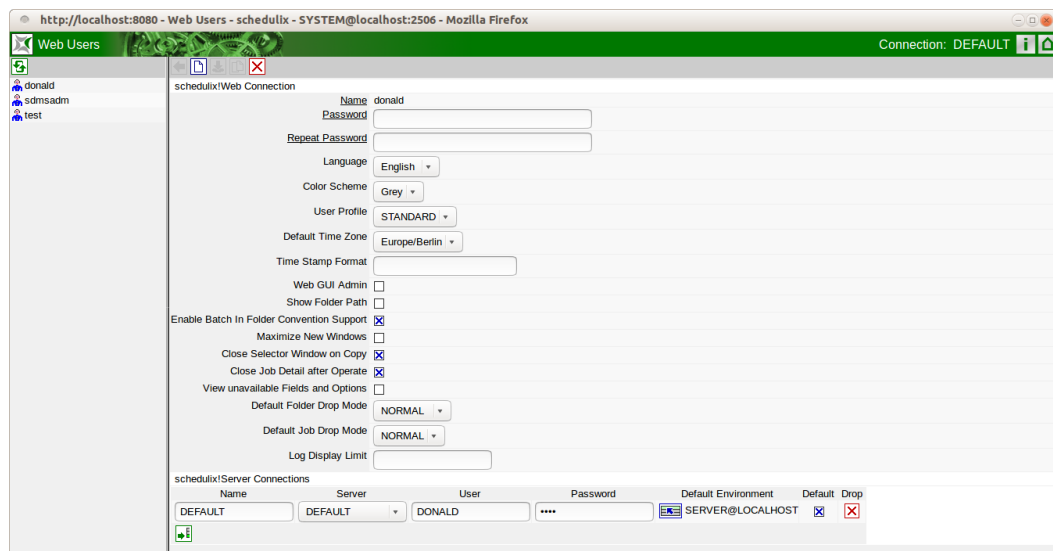 http://localhost:8080 - Web Users - schedulix - SYSTEM@localhost:2506 - Mozilla Firefox
Web Users
Connection: DEFAULT
donald
sdmsadm
test
schedulix!Web Connection
Name donald
Password
Repeat Password
Language English
Color Scheme Grey
User Profile STANDARD
Default Time Zone Europe/Berlin
Time Stamp Format
Web GUI Admin
Show Folder Path
Enable Batch In Folder Convention Support
Maximize New Windows
Close Selector Window on Copy
Close Job Detail after Operate
View unavailable Fields and Options
Default Folder Drop Mode NORMAL
Default Job Drop Mode NORMAL
Log Display Limit
schedulix!Server Connections
Name Server User Password Default Environment Default Drop
DEFAULT DEFAULT DONALD •••• SERVER@LOCALHOST